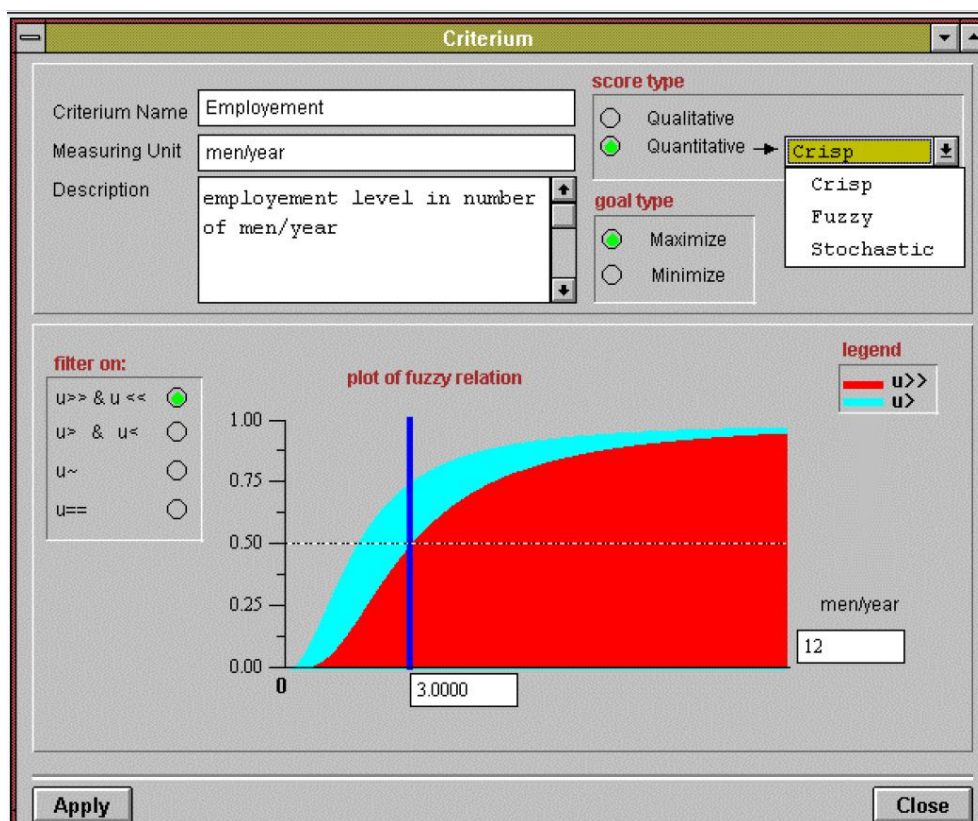 Criterium
Criterium Name Employement
Measuring Unit men/year
Description employement level in number
of men/year
score type
Qualitative
Quantitative Crisp
Crisp
Fuzzy
Stochastic
goal type
Maximize
Minimize
filter on:
u>> & u <<
u> & u<
u~
u==
plot of fuzzy relation
legend
u>>
u>
1.00
0.75
0.50
0.25
0.00
0
3.0000
men/year
12
Apply Close